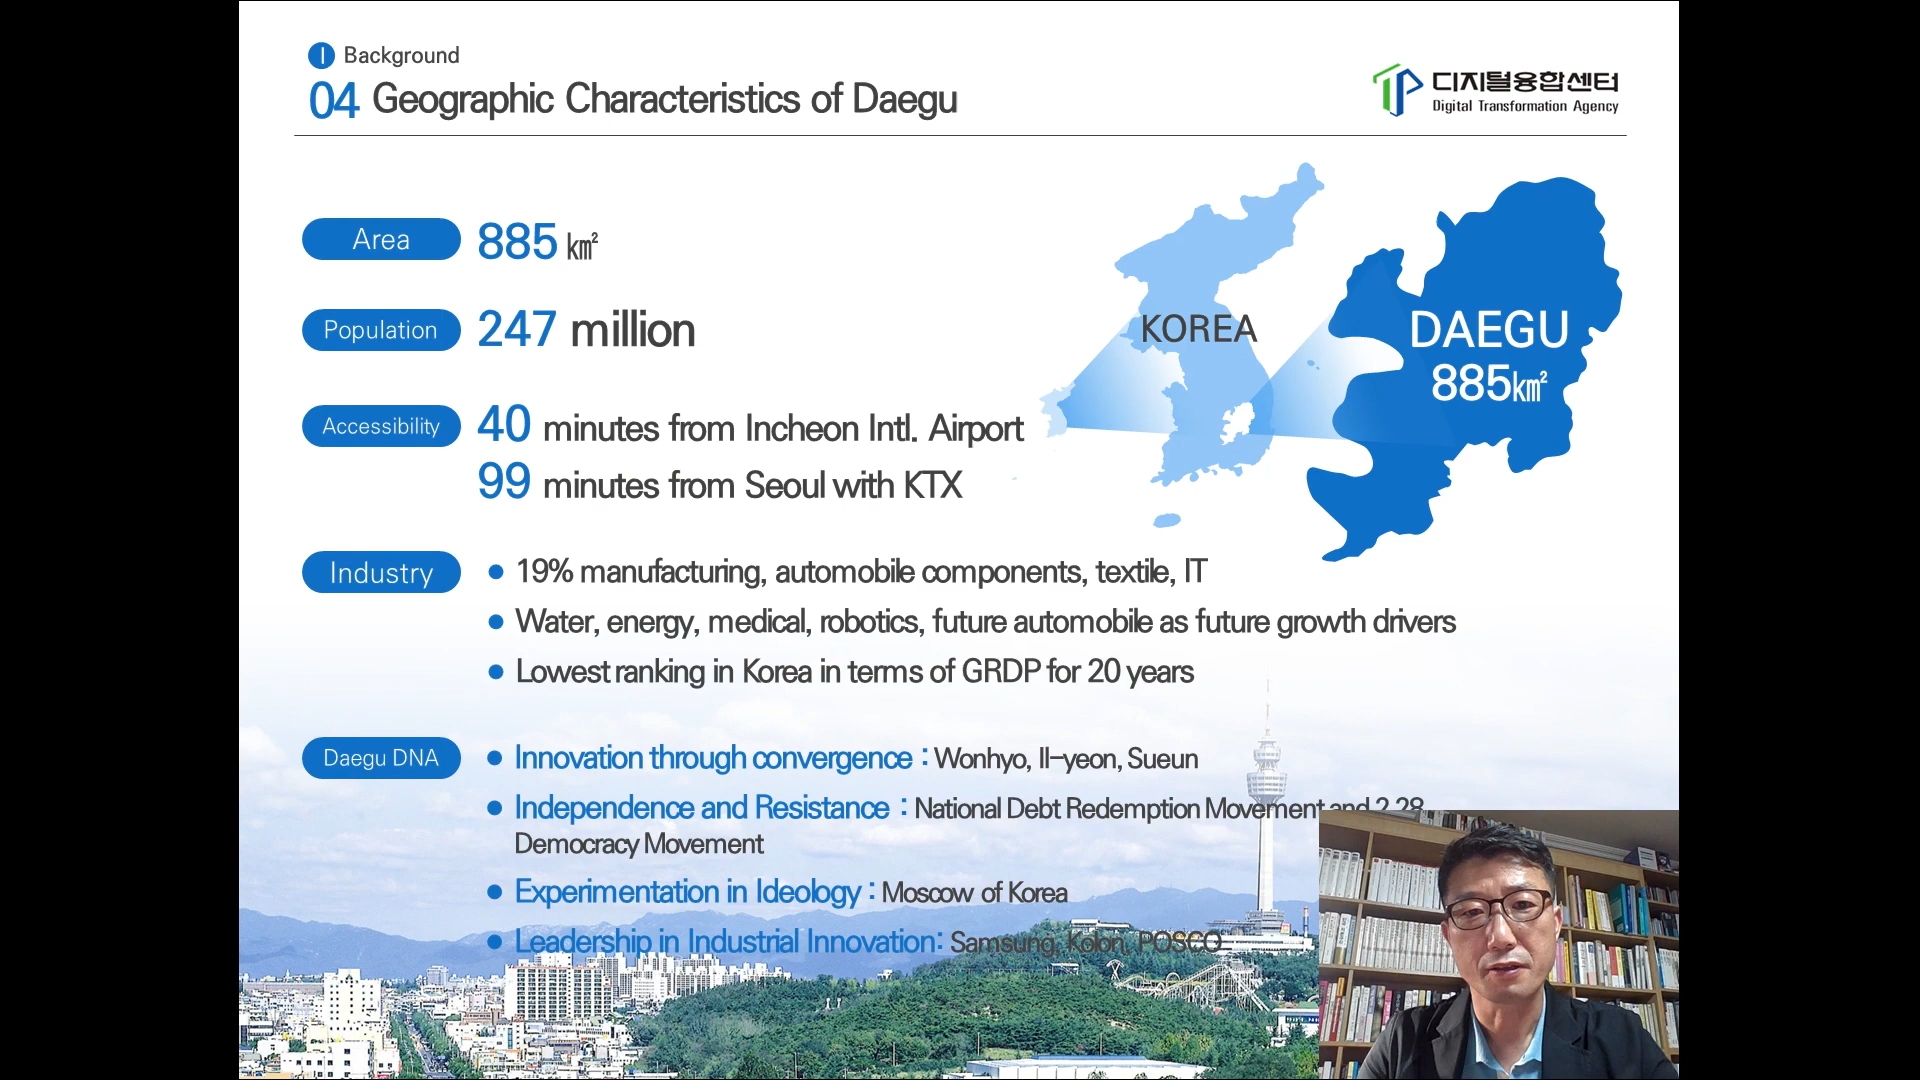 I Background
04 Geographic Characteristics of Daegu
디지털융합센터
Digital Transformation Agency
Area 885 ㎢
Population 247 million
Accessibility 40 minutes from Incheon Intl. Airport
99 minutes from Seoul with KTX
KOREA
DAEGU
885㎢
Industry
• 19% manufacturing, automobile components, textile, IT
• Water, energy, medical, robotics, future automobile as future growth drivers
• Lowest ranking in Korea in terms of GRDP for 20 years
Daegu DNA
• Innovation through convergence : Wonhyo, Il-yeon, Sueun
• Independence and Resistance : National Debt Redemption Movement and 2.28
Democracy Movement
• Experimentation in Ideology : Moscow of Korea
• Leadership in Industrial Innovation: Samsung, Kolon, POSCO